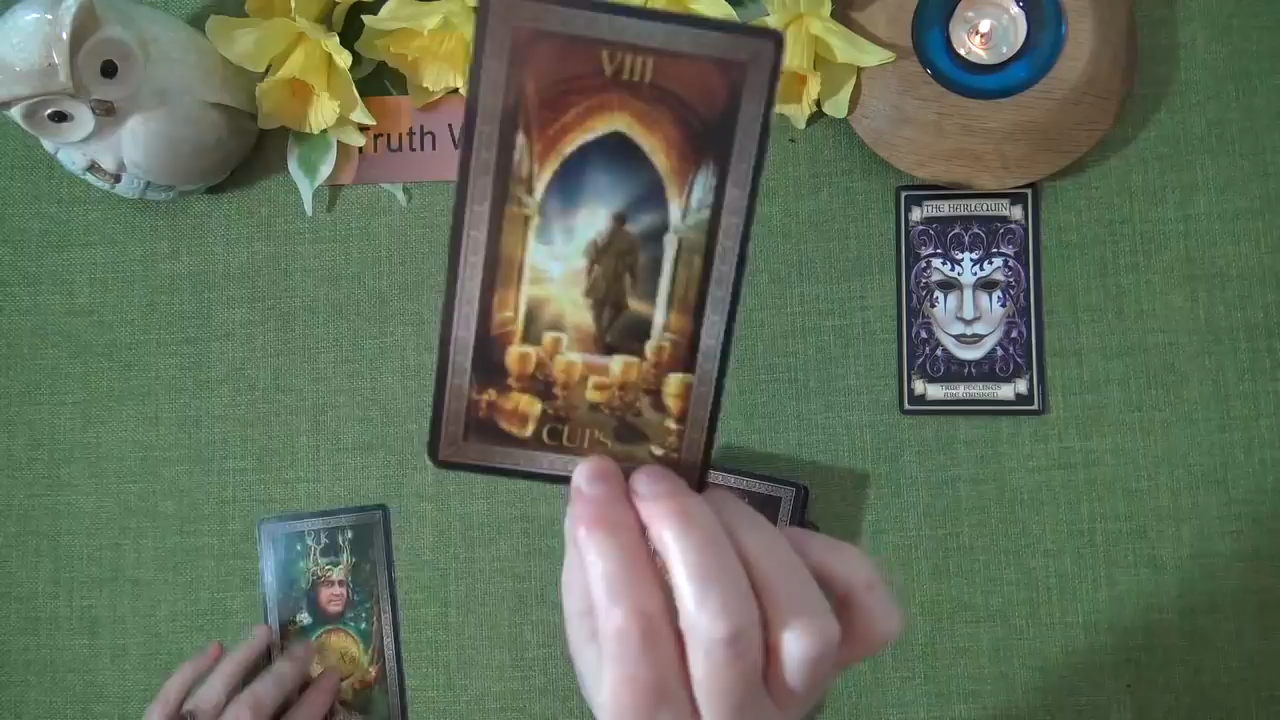 VIII
CUPS
Truth W
THE HARLEQUIN
TRUE FEELINGS
ARE MASKED